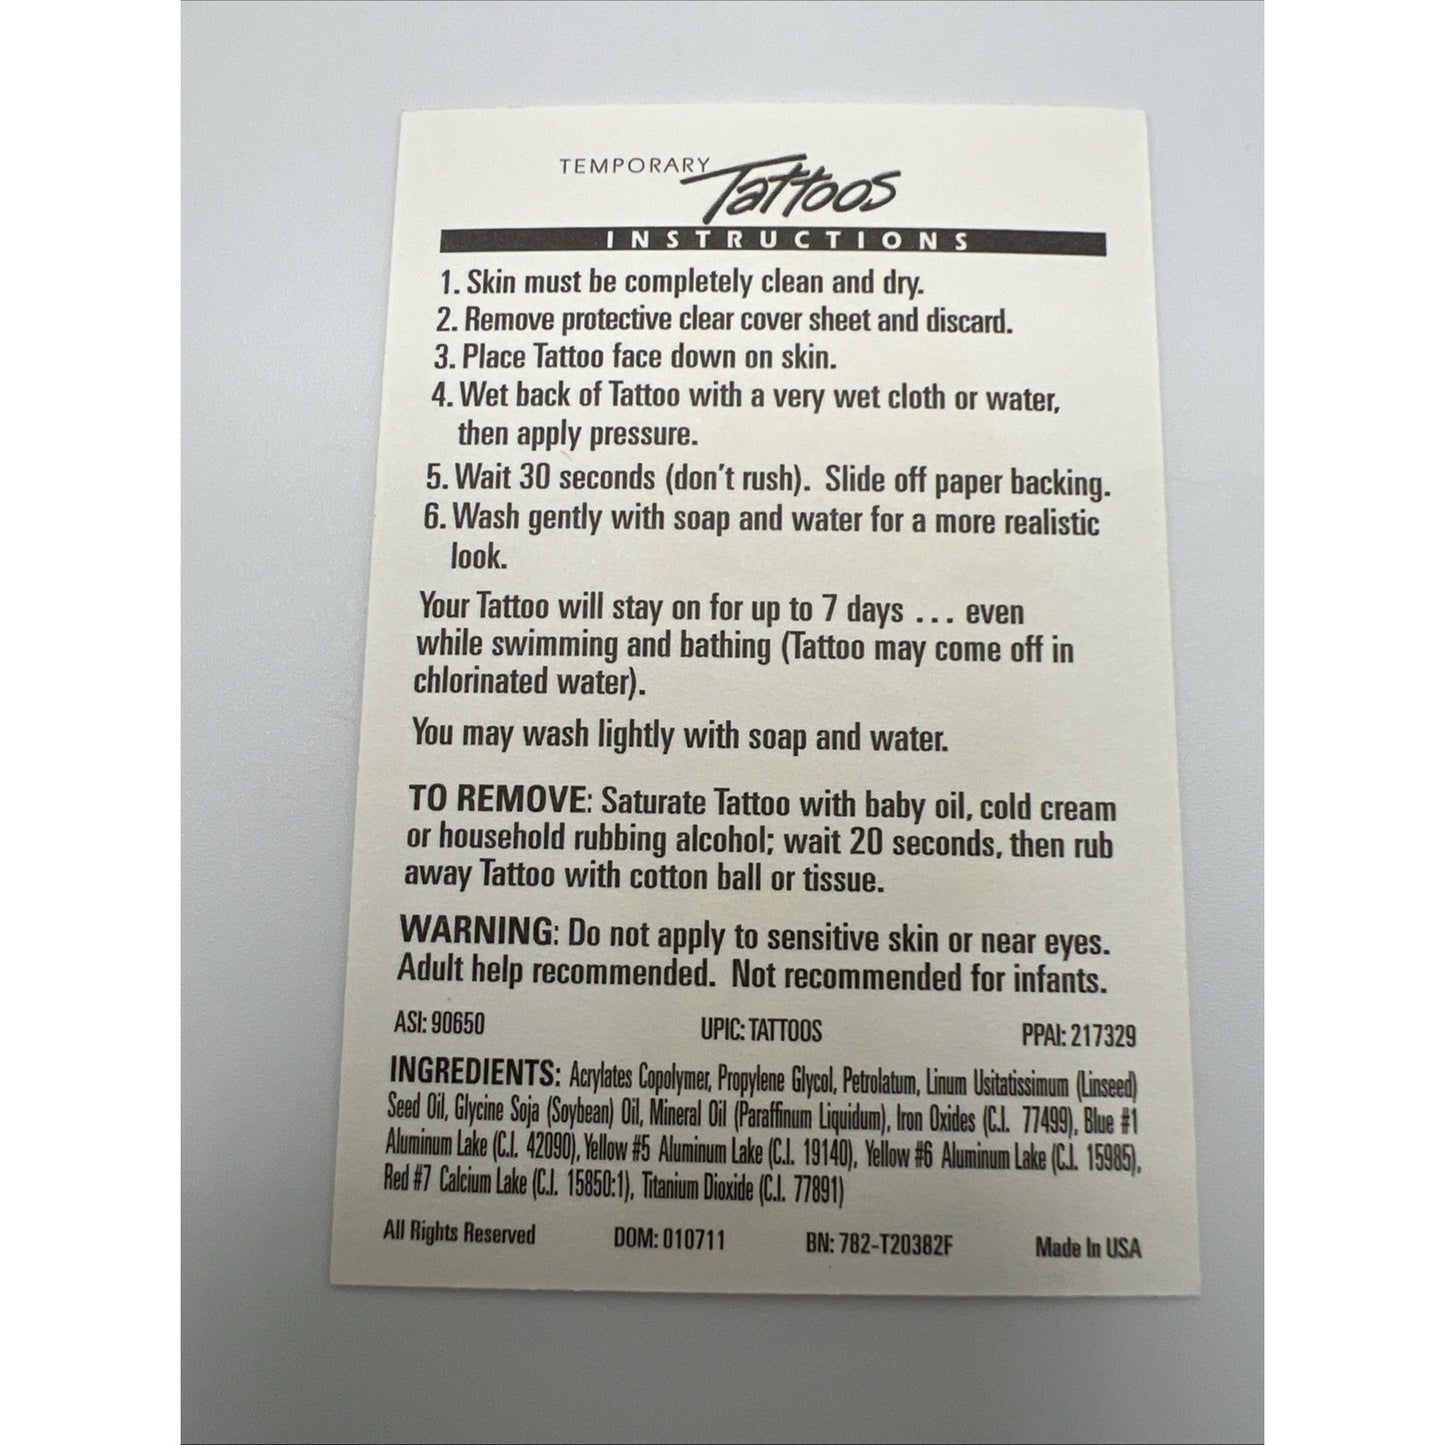 TEMPORARY Tattoos
INSTRUCTIONS
1. Skin must be completely clean and dry.
2. Remove protective clear cover sheet and discard.
3. Place Tattoo face down on skin.
4. Wet back of Tattoo with a very wet cloth or water,
then apply pressure.
5. Wait 30 seconds (don't rush). Slide off paper backing.
6. Wash gently with soap and water for a more realistic
look.
Your Tattoo will stay on for up to 7 days ... even
while swimming and bathing (Tattoo may come off in
chlorinated water).
You may wash lightly with soap and water.
TO REMOVE: Saturate Tattoo with baby oil, cold cream
or household rubbing alcohol; wait 20 seconds, then rub
away Tattoo with cotton ball or tissue.
WARNING: Do not apply to sensitive skin or near eyes.
Adult help recommended. Not recommended for infants.
ASI: 90650 UPIC: TATTOOS PPAI: 217329
INGREDIENTS: Acrylates Copolymer, Propylene Glycol, Petrolatum, Linum Usitatissimum (Linseed)
Seed Oil, Glycine Soja (Soybean) Oil, Mineral Oil (Paraffinum Liquidum), Iron Oxides (C.I. 77499), Blue #1
Aluminum Lake (C.I. 42090), Yellow #5 Aluminum Lake (C.I. 19140), Yellow #6 Aluminum Lake (C.I. 15985),
Red #7 Calcium Lake (C.I. 15850:1), Titanium Dioxide (C.I. 77891)
All Rights Reserved DOM: 010711 BN: 782-T20382F Made In USA